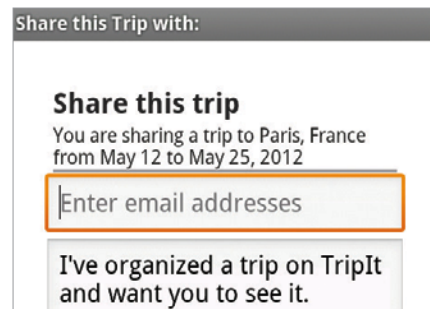 Share this Trip with:
Share this trip
You are sharing a trip to Paris, France
from May 12 to May 25, 2012
Enter email addresses
I've organized a trip on TripIt
and want you to see it.